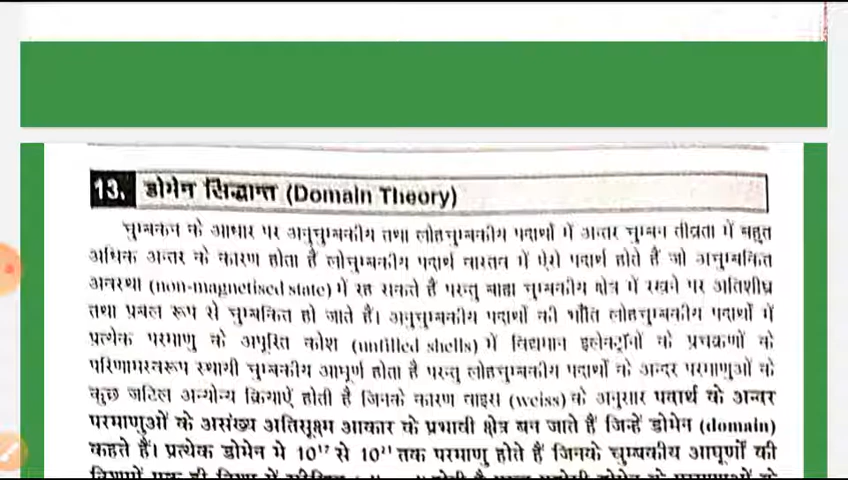 13. डोमेन सिद्धान्त (Domain Theory)
चुम्बकन के आधार पर अनुचुम्बकीय तथा लोहचुम्बकीय पदार्थों में अन्तर चुम्बन तीव्रता में बहुत
अधिक अन्तर के कारण होता है लोचुम्बकीय पदार्थ वास्तव में ऐसे पदार्थ होते हैं जो अचुम्बकित
अवस्था (non-magnetised state) में रह सकते हैं परन्तु बाह्य चुम्बकीय क्षेत्र में रखने पर अतिशीघ्र
तथा प्रबल रूप से चुम्बकित हो जाते हैं। अनुचुम्बकीय पदार्थों की भाँति लोहचुम्बकीय पदार्थों में
प्रत्येक परमाणु के अपूरित कोश (unfilled shells) में विद्यमान इलेक्ट्रॉनों के प्रचक्रणों के
परिणामस्वरूप स्थायी चुम्बकीय आघूर्ण होता है परन्तु लोहचुम्बकीय पदार्थों के अन्दर परमाणुओं के
कुछ जटिल अन्योन्य क्रियाऐं होती है जिनके कारण वाइस (weiss) के अनुसार पदार्थ के अन्दर
परमाणुओं के असंख्य अतिसूक्ष्म आकार के प्रभावी क्षेत्र बन जाते हैं जिन्हें डोमेन (domain)
कहते हैं। प्रत्येक डोमेन मे 10¹⁷ से 10²¹ तक परमाणु होते हैं जिनके चुम्बकीय आघूर्णों की